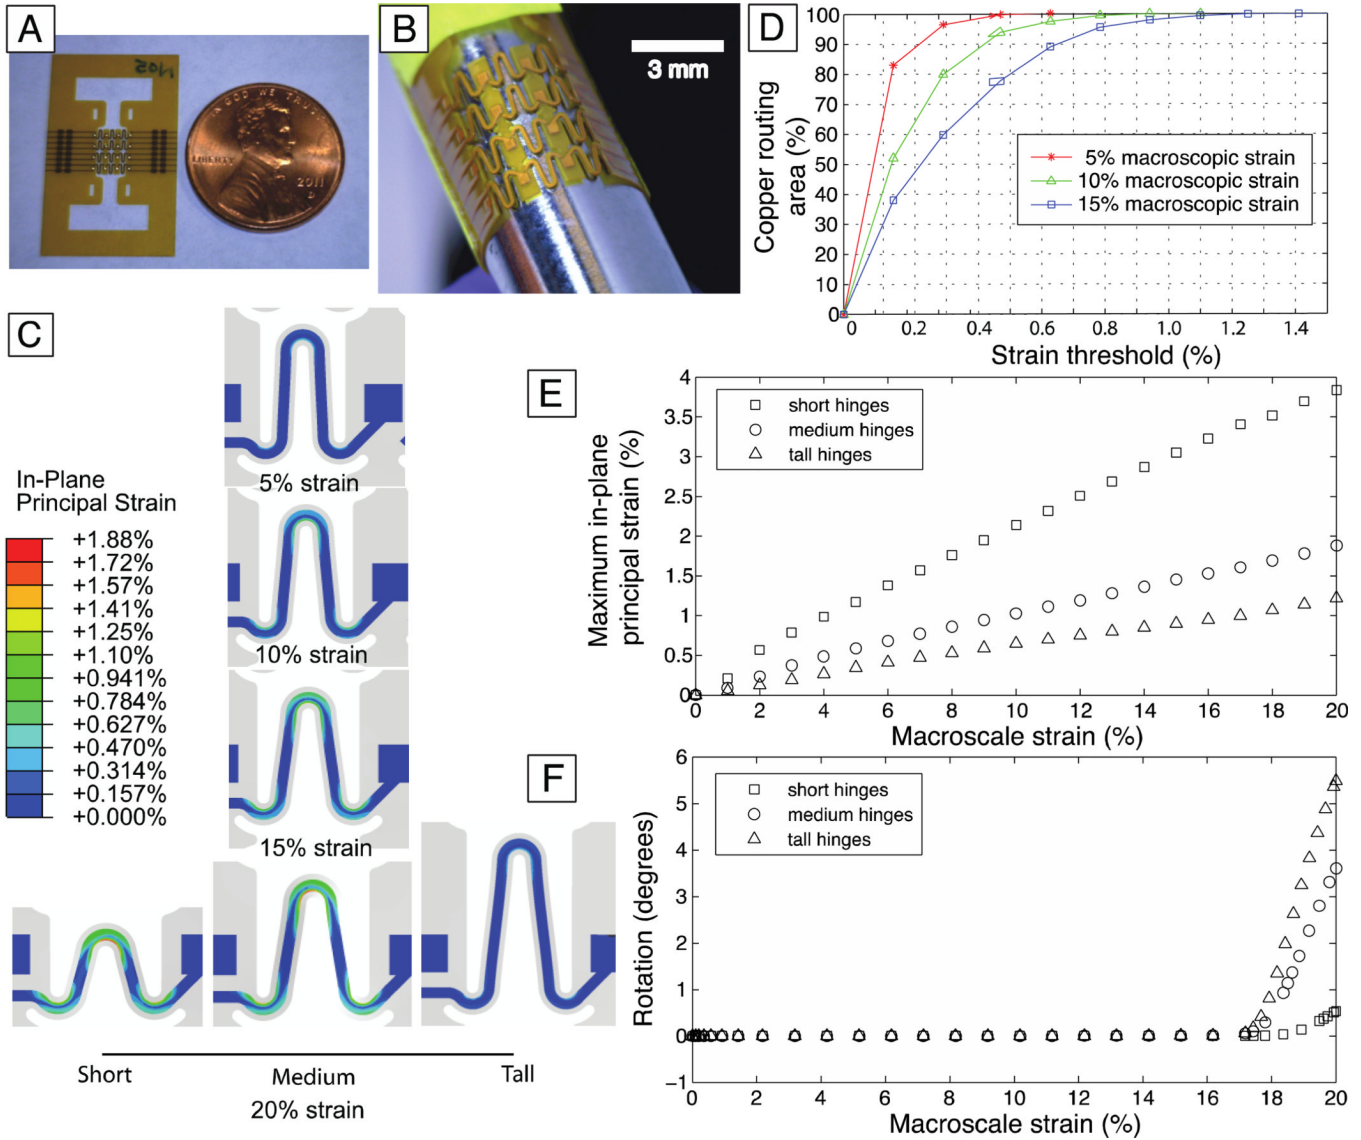 A
M05
IN GOD WE TRUST
LIBERTY
2011
D
B
3 mm
D
Copper routing
area (%)
100
90
80
70
60
50
40
30
20
10
0
5% macroscopic strain
10% macroscopic strain
15% macroscopic strain
0 0.2 0.4 0.6 0.8 1.0 1.2 1.4
Strain threshold (%)
C
In-Plane
Principal Strain
+1.88%
+1.72%
+1.57%
+1.41%
+1.25%
+1.10%
+0.941%
+0.784%
+0.627%
+0.470%
+0.314%
+0.157%
+0.000%
5% strain
10% strain
15% strain
Short
Medium
Tall
20% strain
E
Maximum in-plane
principal strain (%)
4
3.5
3
2.5
2
1.5
1
0.5
0
short hinges
medium hinges
tall hinges
0 2 4 6 8 10 12 14 16 18 20
Macroscale strain (%)
F
Rotation (degrees)
6
5
4
3
2
1
0
−1
short hinges
medium hinges
tall hinges
0 2 4 6 8 10 12 14 16 18 20
Macroscale strain (%)